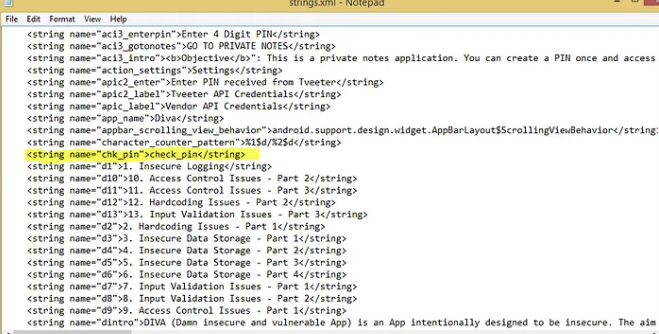 strings.xml - Notepad
File Edit Format View Help
<string name="aci3_enterpin">Enter 4 Digit PIN</string>
<string name="aci3_gotonotes">GO TO PRIVATE NOTES</string>
<string name="aci3_intro"><b>Objective</b>": This is a private notes application. You can create a PIN once and access
<string name="action_settings">Settings</string>
<string name="apic2_enter">Enter PIN received from Tveeter</string>
<string name="apic2_label">Tveeter API Credentials</string>
<string name="apic_label">Vendor API Credentials</string>
<string name="app_name">Diva</string>
<string name="appbar_scrolling_view_behavior">android.support.design.widget.AppBarLayout$ScrollingViewBehavior</string>
<string name="character_counter_pattern">%1$d/%2$d</string>
<string name="chk_pin">check_pin</string>
<string name="d1">1. Insecure Logging</string>
<string name="d10">10. Access Control Issues - Part 2</string>
<string name="d11">11. Access Control Issues - Part 3</string>
<string name="d12">12. Hardcoding Issues - Part 2</string>
<string name="d13">13. Input Validation Issues - Part 3</string>
<string name="d2">2. Hardcoding Issues - Part 1</string>
<string name="d3">3. Insecure Data Storage - Part 1</string>
<string name="d4">4. Insecure Data Storage - Part 2</string>
<string name="d5">5. Insecure Data Storage - Part 3</string>
<string name="d6">6. Insecure Data Storage - Part 4</string>
<string name="d7">7. Input Validation Issues - Part 1</string>
<string name="d8">8. Input Validation Issues - Part 2</string>
<string name="d9">9. Access Control Issues - Part 1</string>
<string name="dintro">DIVA (Damn insecure and vulnerable App) is an App intentionally designed to be insecure. The aim